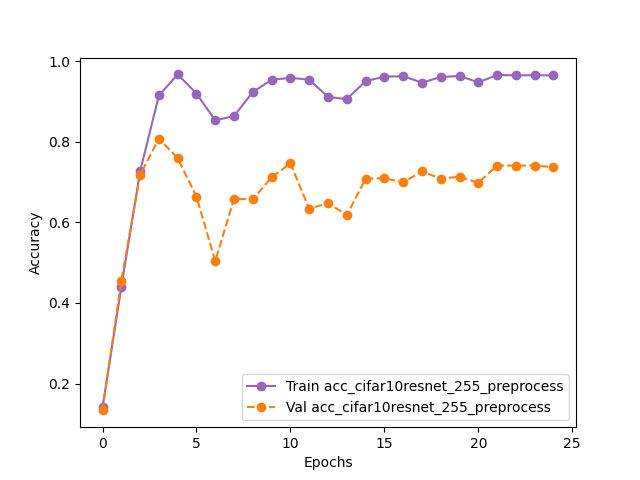 1.0
0.8
0.6
0.4
0.2
Accuracy
Train acc_cifar10resnet_255_preprocess
Val acc_cifar10resnet_255_preprocess
0 5 10 15 20 25
Epochs